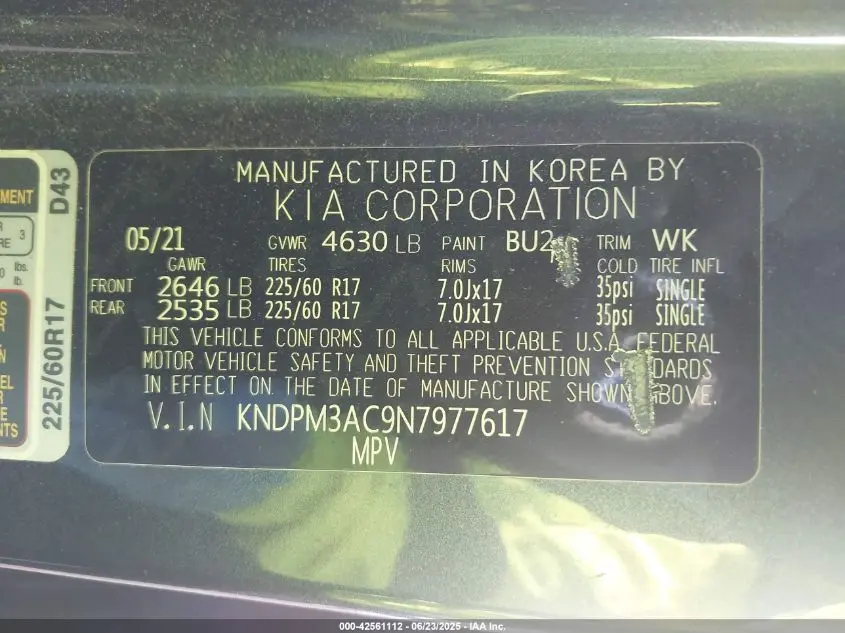 MANUFACTURED IN KOREA BY
KIA CORPORATION
05/21 GVWR 4630 LB PAINT TRIM WK
GAWR TIRES RIMS COLD TIRE INFL
FRONT 2646 LB 225/60 R17 7.0Jx17 35psi SINGLE
REAR 2535 LB 225/60 R17 7.0Jx17 35psi SINGLE
THIS VEHICLE CONFORMS TO ALL APPLICABLE U.S.A. FEDERAL
MOTOR VEHICLE SAFETY AND THEFT PREVENTION STANDARDS
IN EFFECT ON THE DATE OF MANUFACTURE SHOWN ABOVE.
V.I.N KNDPM3AC9N7977617
MPV
225/60R17 D43
000-42561112 - 06/23/2025 - IAA Inc.